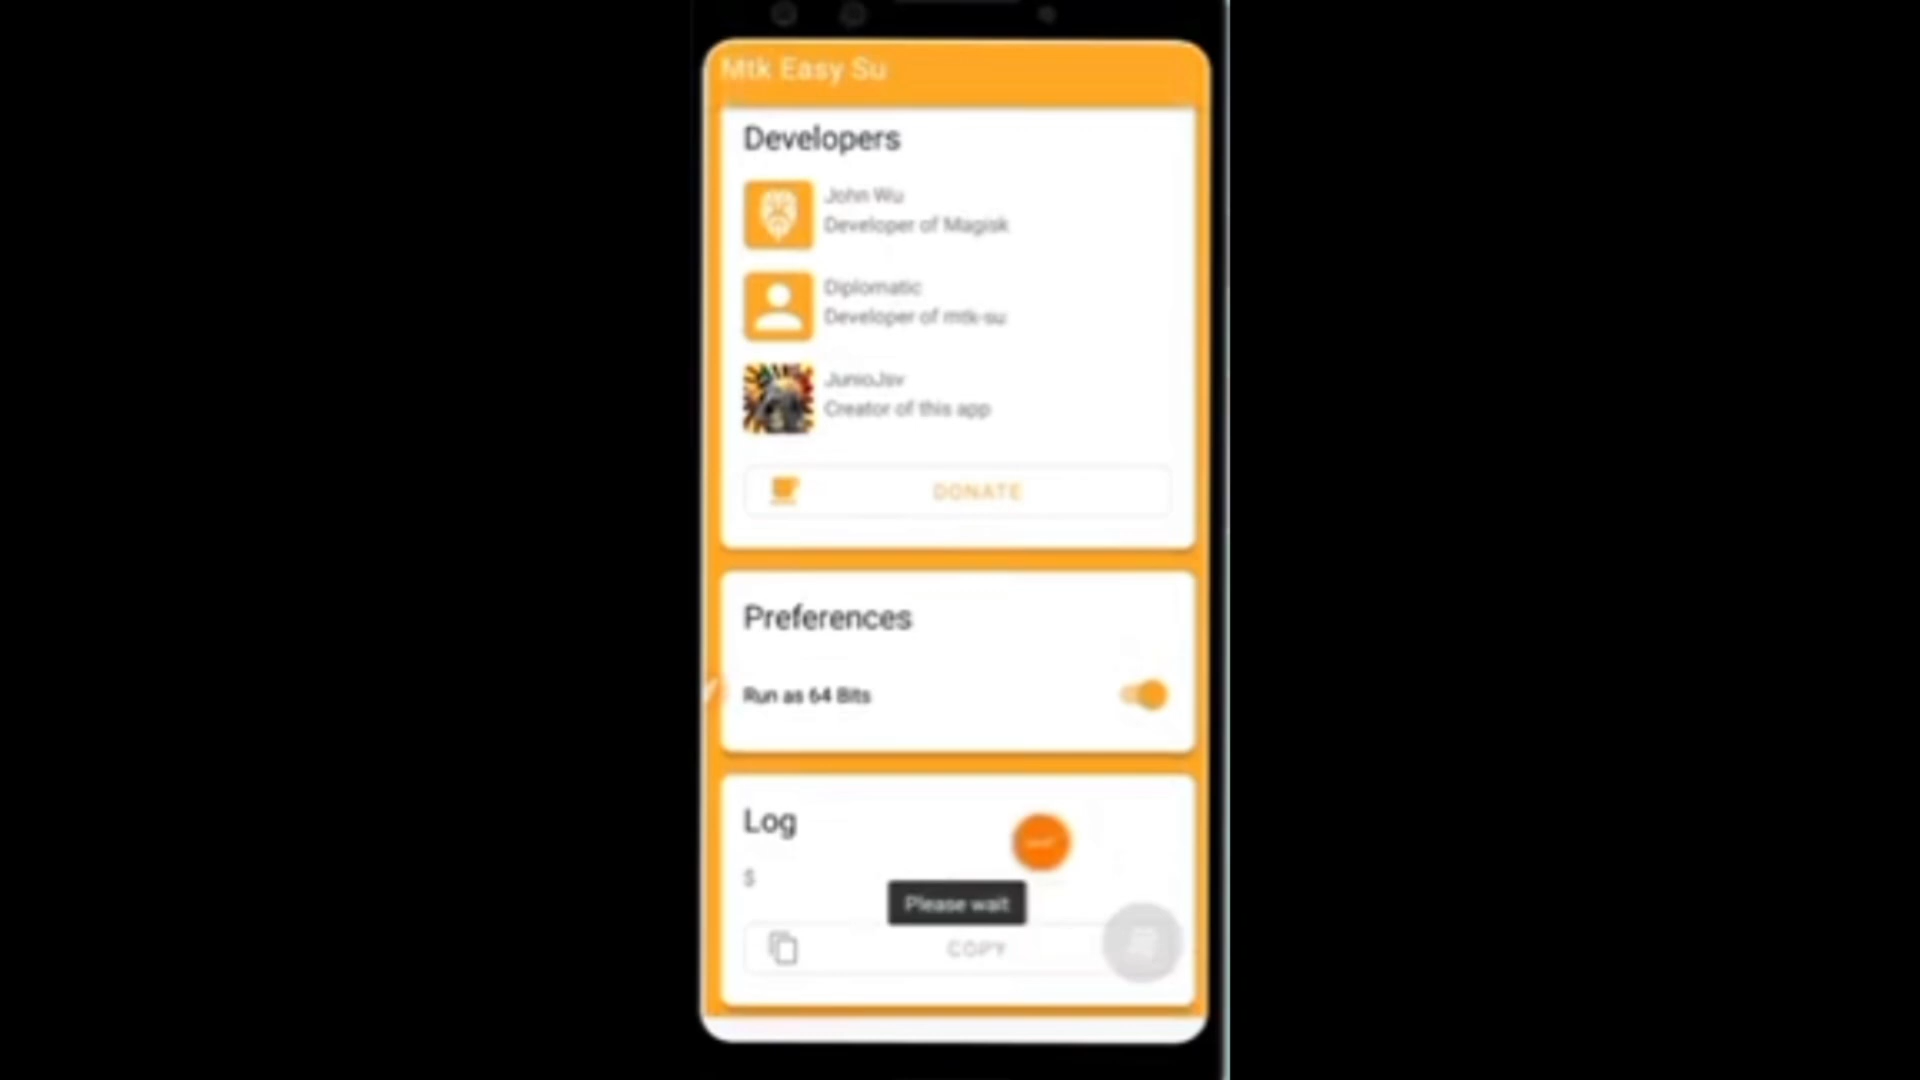 Mtk Easy Su
Developers
John Wu
Developer of Magisk
Diplomatic
Developer of mtk-su
JunioJsv
Creator of this app
DONATE
Preferences
Run as 64 Bits
Log
$
Please wait
COPY